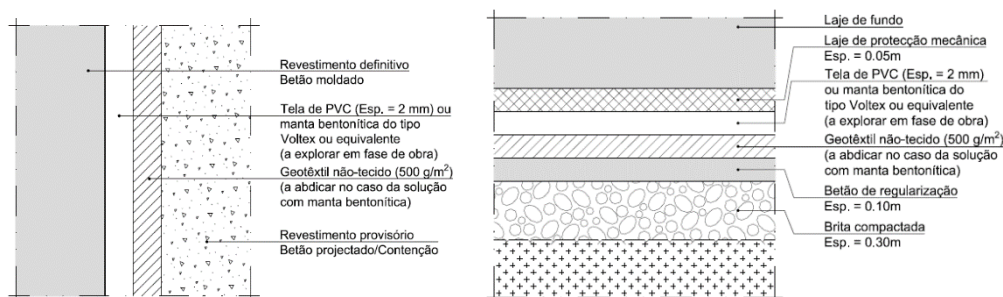 Revestimento definitivo
Betão moldado
Tela de PVC (Esp. = 2 mm) ou
manta bentonítica do tipo
Voltex ou equivalente
(a explorar em fase de obra)
Geotêxtil não-tecido (500 g/m²)
(a abdicar no caso da solução
com manta bentonítica)
Revestimento provisório
Betão projectado/Contenção
Laje de fundo
Laje de protecção mecânica
Esp. = 0.05m
Tela de PVC (Esp. = 2 mm)
ou manta bentonítica do
tipo Voltex ou equivalente
(a explorar em fase de obra)
Geotêxtil não-tecido (500 g/m²)
(a abdicar no caso da solução
com manta bentonítica)
Betão de regularização
Esp. = 0.10m
Brita compactada
Esp. = 0.30m